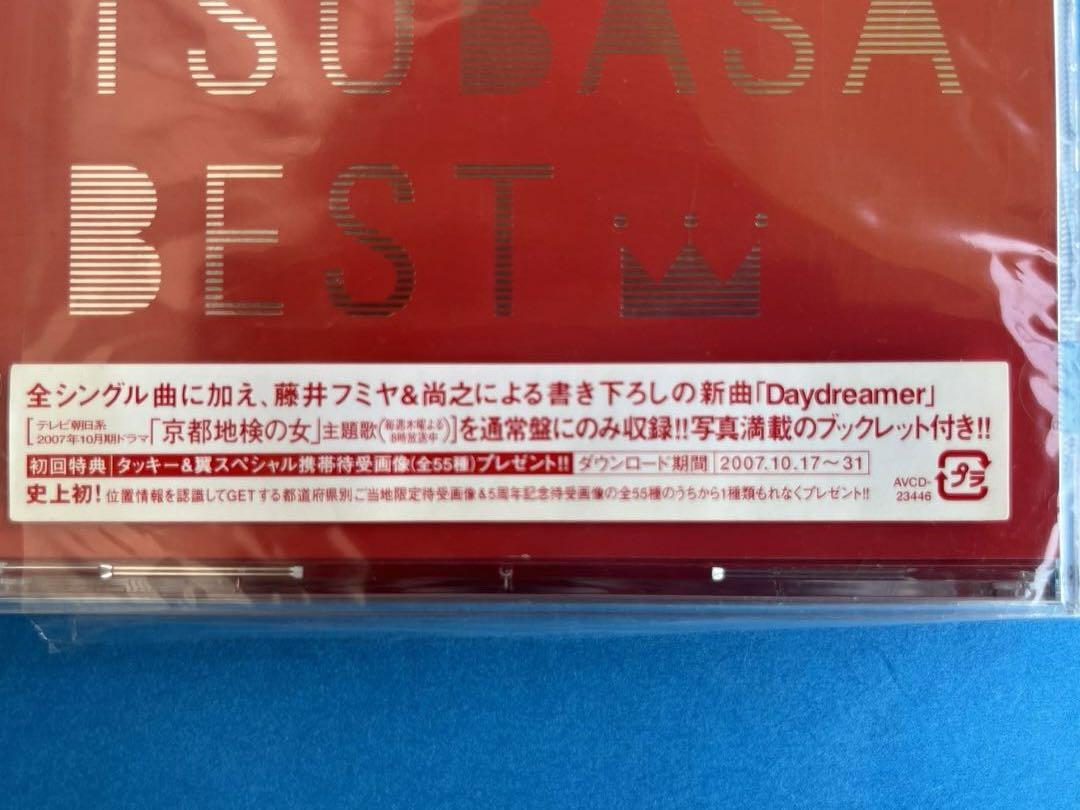 TSUBASA
BEST
全シングル曲に加え、藤井フミヤ&尚之による書き下ろしの新曲「Daydreamer」
[テレビ朝日系 2007年10月期ドラマ「京都地検の女」主題歌(毎週木曜よる8時放送中)]を通常盤にのみ収録!!写真満載のブックレット付き!!
初回特典 タッキー&翼スペシャル携帯待受画像(全55種)プレゼント!! ダウンロード期間 2007.10.17〜31
史上初! 位置情報を認識してGETする都道府県別ご当地限定待受画像&5周年記念待受画像の全55種のうちから1種類もれなくプレゼント!!
AVCD-
23446
プラ